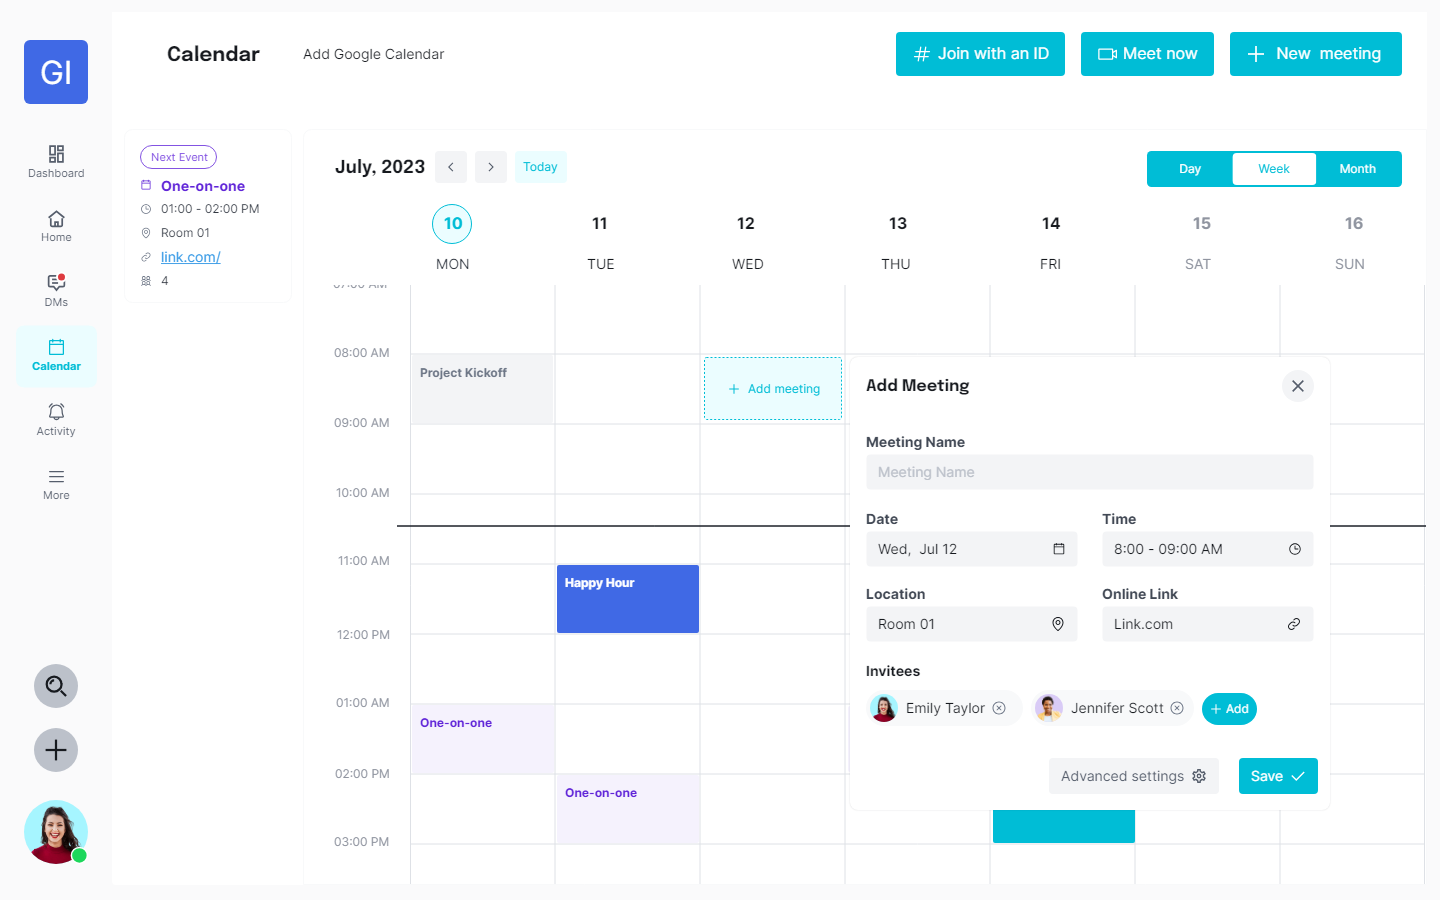 GI
Calendar
Add Google Calendar
Join with an ID
Meet now
New meeting
Dashboard
Home
DMs
Calendar
Activity
More
Next Event
One-on-one
01:00 - 02:00 PM
Room 01
link.com/
4
July, 2023
Today
Day
Week
Month
10
11
12
13
14
15
16
MON
TUE
WED
THU
FRI
SAT
SUN
07:00 AM
08:00 AM
09:00 AM
10:00 AM
11:00 AM
12:00 PM
01:00 AM
02:00 PM
03:00 PM
Project Kickoff
+ Add meeting
Happy Hour
One-on-one
One-on-one
Add Meeting
Meeting Name
Meeting Name
Date
Time
Wed, Jul 12
8:00 - 09:00 AM
Location
Online Link
Room 01
Link.com
Invitees
Emily Taylor
Jennifer Scott
+ Add
Advanced settings
Save